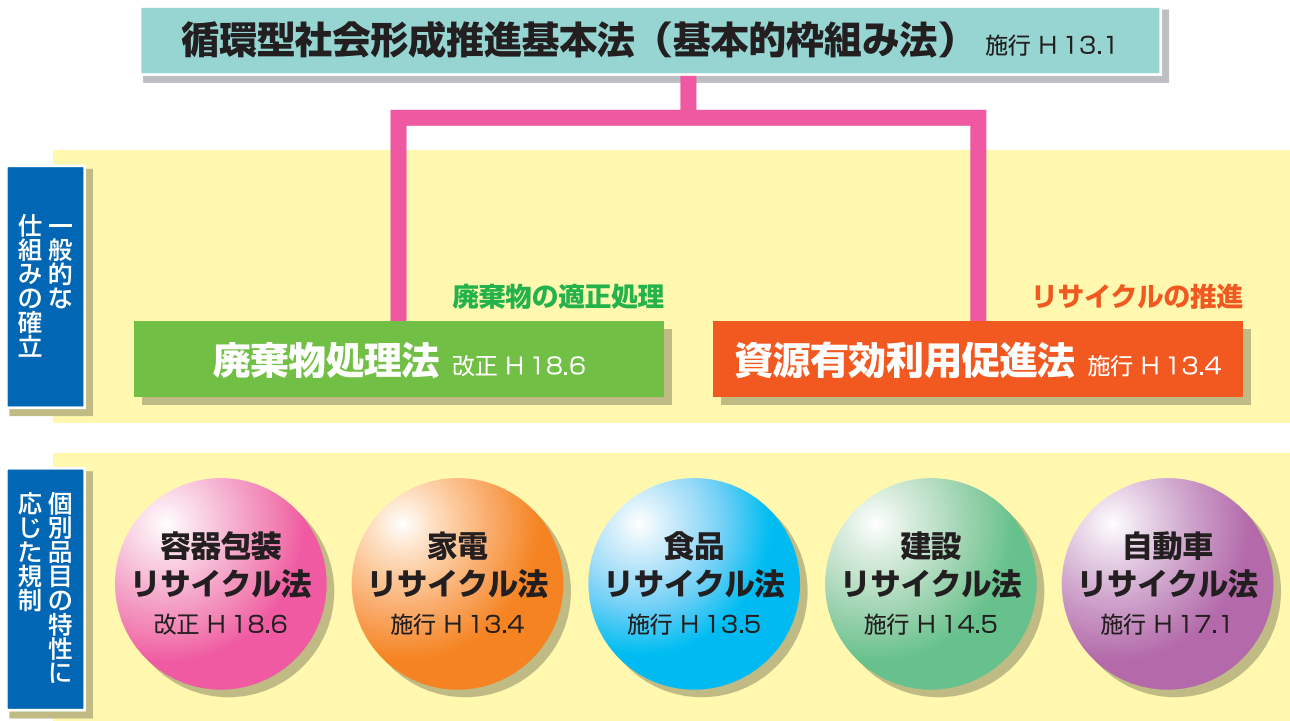 循環型社会形成推進基本法（基本的枠組み法） 施行 H 13.1
一般的な
仕組みの確立
廃棄物の適正処理
廃棄物処理法 改正 H 18.6
リサイクルの推進
資源有効利用促進法 施行 H 13.4
個別品目の特性に
応じた規制
容器包装
リサイクル法
改正 H 18.6
家電
リサイクル法
施行 H 13.4
食品
リサイクル法
施行 H 13.5
建設
リサイクル法
施行 H 14.5
自動車
リサイクル法
施行 H 17.1